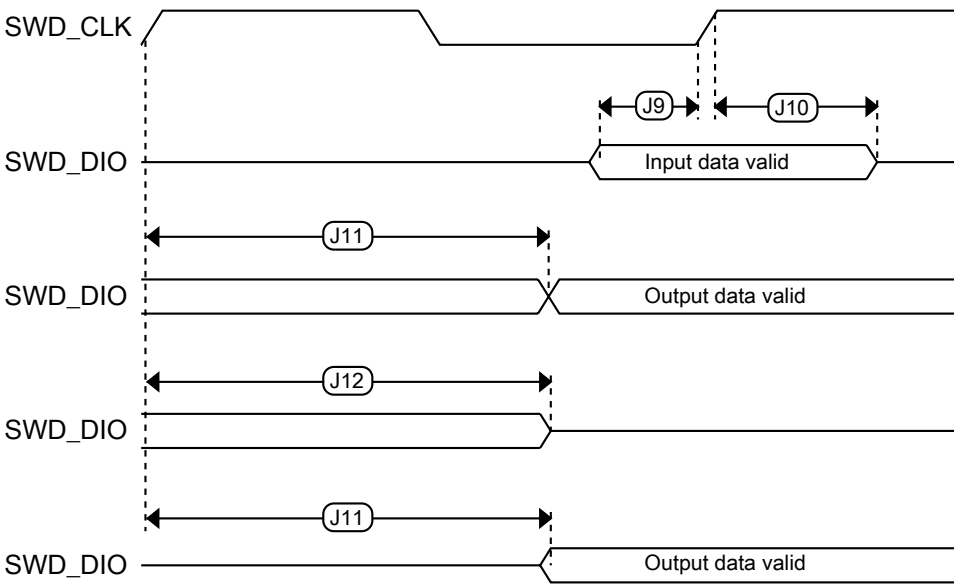 SWD_CLK
J9
J10
SWD_DIO
Input data valid
J11
SWD_DIO
Output data valid
J12
SWD_DIO
J11
SWD_DIO
Output data valid